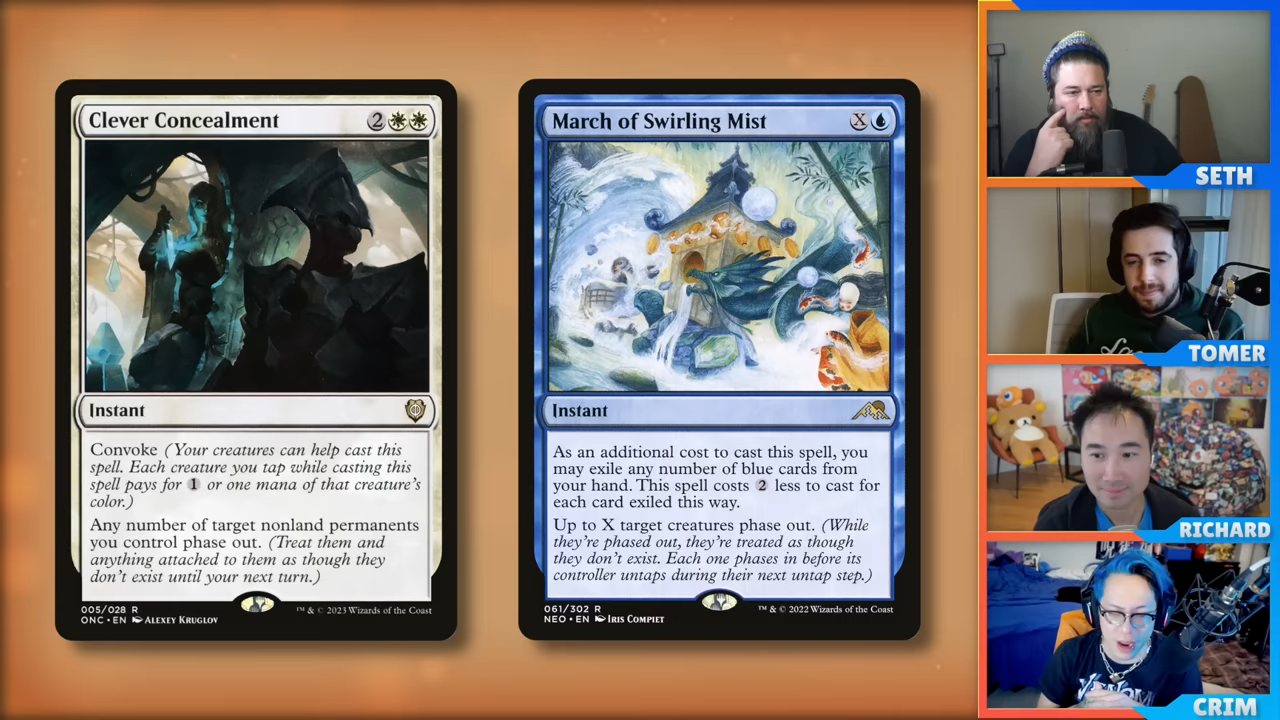 Clever Concealment 2
Instant
Convoke (Your creatures can help cast this
spell. Each creature you tap while casting this
spell pays for 1 or one mana of that creature's
color.)
Any number of target nonland permanents
you control phase out. (Treat them and
anything attached to them as though they
don't exist until your next turn.)
005/028 R
ONC • EN ALEXEY KRUGLOV
™ & © 2023 Wizards of the Coast
March of Swirling Mist X
Instant
As an additional cost to cast this spell, you
may exile any number of blue cards from
your hand. This spell costs 2 less to cast for
each card exiled this way.
Up to X target creatures phase out. (While
they're phased out, they're treated as though
they don't exist. Each one phases in before its
controller untaps during their next untap step.)
061/302 R
NEO • EN IRIS COMPIET
™ & © 2022 Wizards of the Coast
SETH
TOMER
RICHARD
VENOM
CRIM